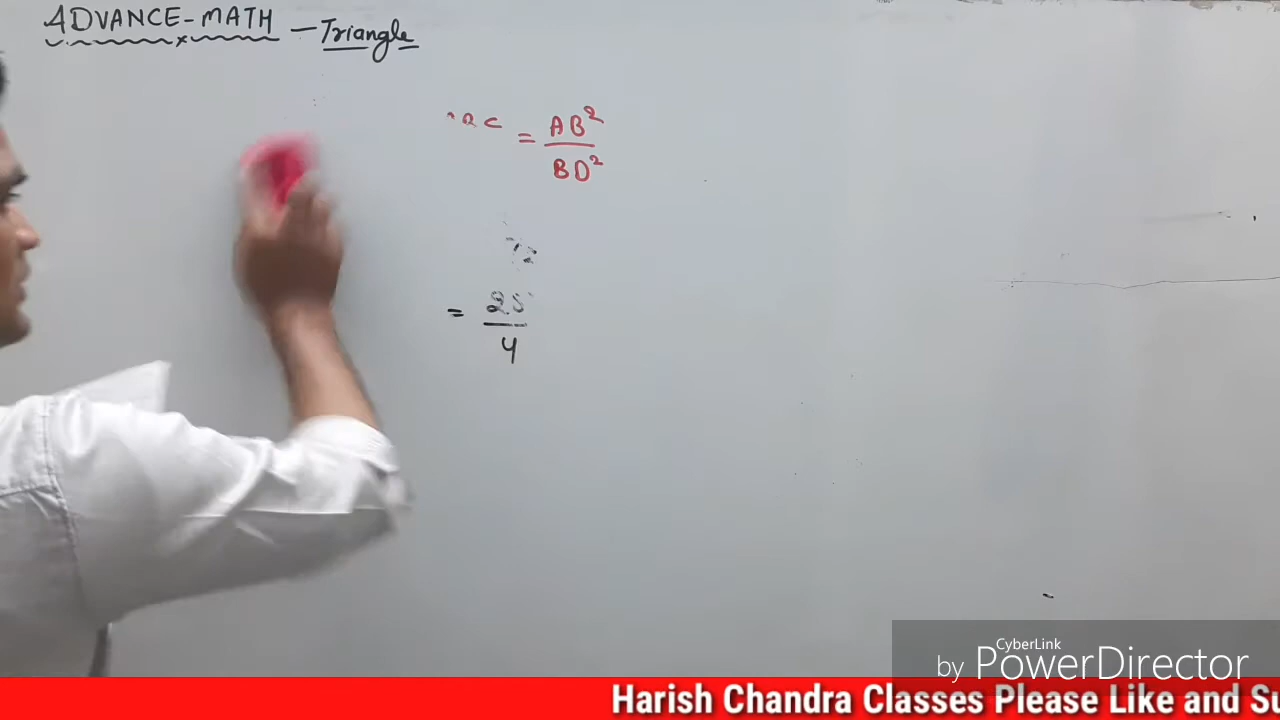 ADVANCE-MATH - Triangle
= AB²
BD²
= 25
4
CyberLink
by PowerDirector
Harish Chandra Classes Please Like and Su